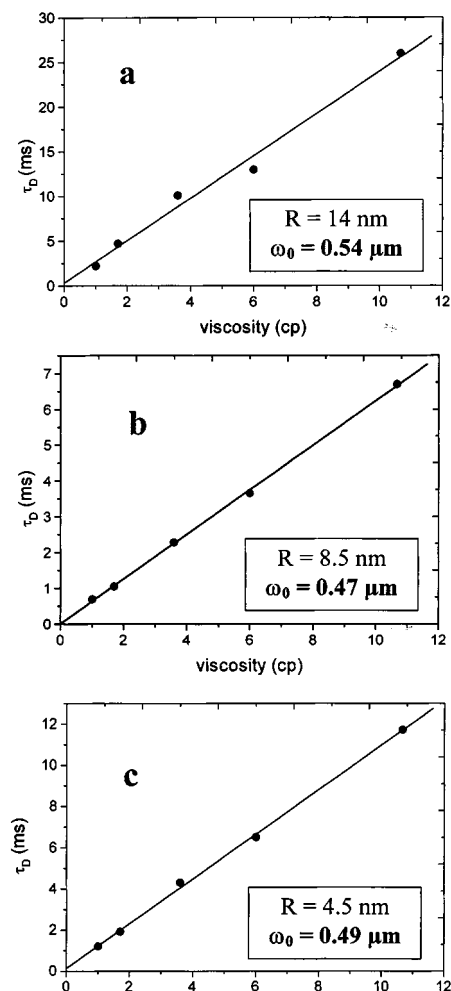 30
a
25
20
τD (ms)
15
10
R = 14 nm
ω0 = 0.54 µm
5
0
0 2 4 6 8 10 12
viscosity (cp)
7
b
6
5
τD (ms)
4
3
R = 8.5 nm
ω0 = 0.47 µm
2
1
0
0 2 4 6 8 10 12
viscosity (cp)
12
c
10
8
τD (ms)
6
4
R = 4.5 nm
ω0 = 0.49 µm
2
0
0 2 4 6 8 10 12